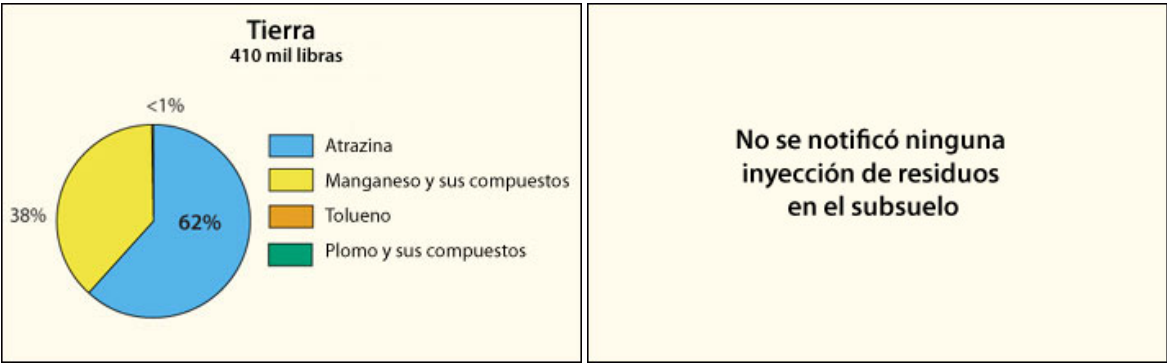 Tierra
410 mil libras
<1%
38%
62%
Atrazina
Manganeso y sus compuestos
Tolueno
Plomo y sus compuestos
No se notificó ninguna
inyección de residuos
en el subsuelo